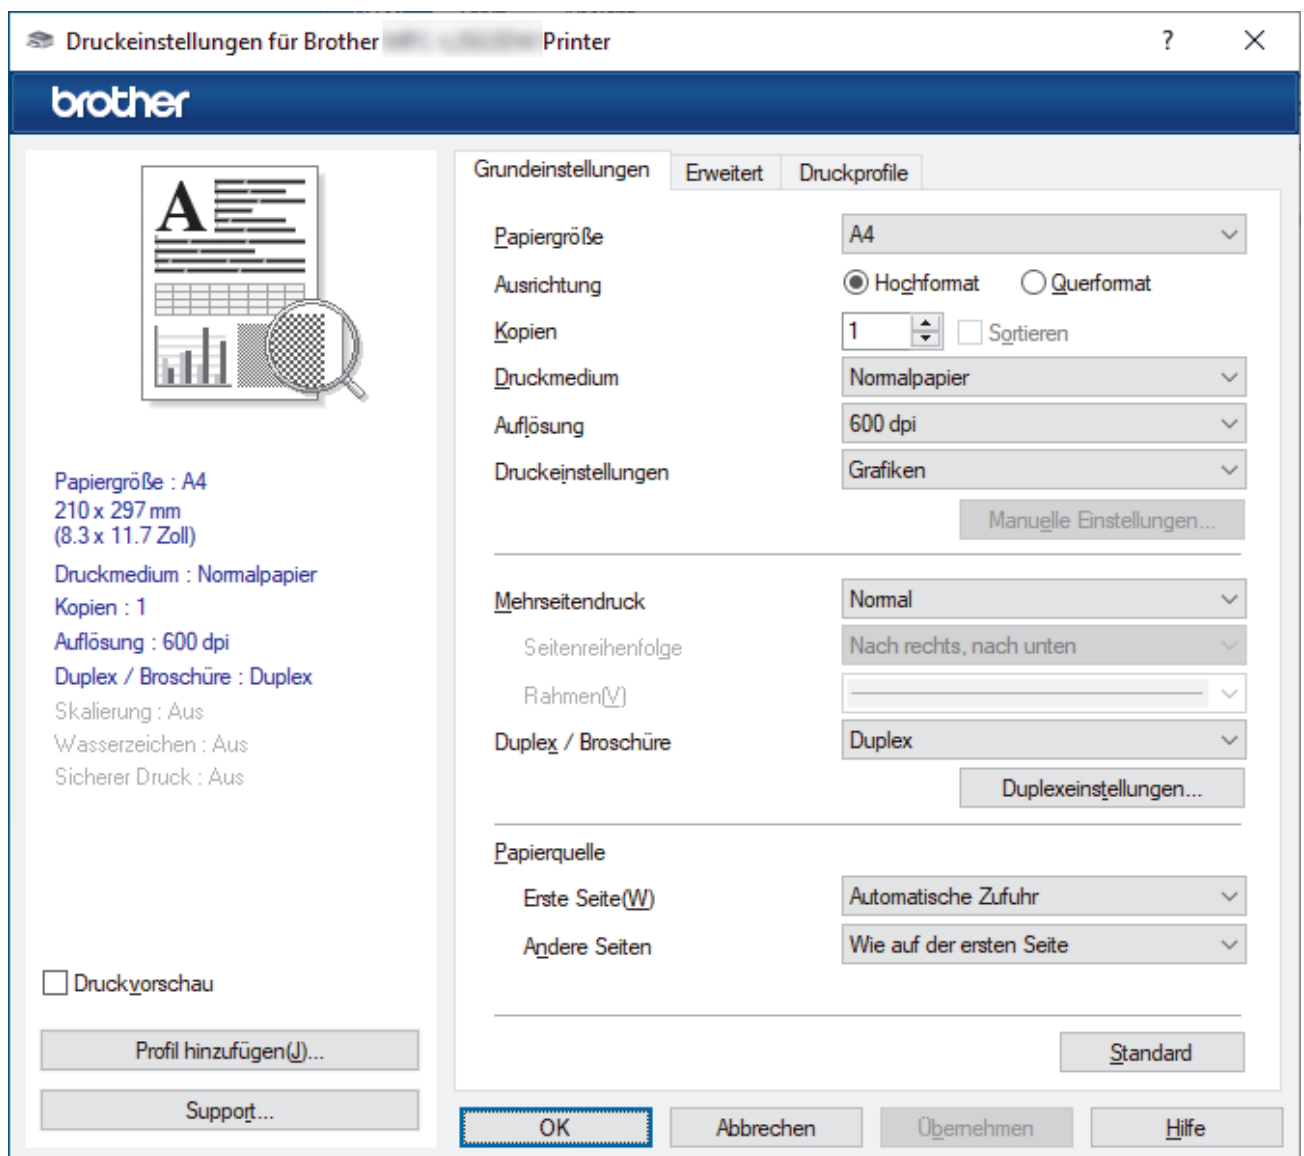 Druckeinstellungen für Brother Printer
?
brother
A
Papiergröße : A4
210 x 297 mm
(8.3 x 11.7 Zoll)
Druckmedium : Normalpapier
Kopien : 1
Auflösung : 600 dpi
Duplex / Broschüre : Duplex
Skalierung : Aus
Wasserzeichen : Aus
Sicherer Druck : Aus
Druckvorschau
Profil hinzufügen(J)...
Support...
Grundeinstellungen Erweitert Druckprofile
Papiergröße A4
Ausrichtung Hochformat Querformat
Kopien 1 Sortieren
Druckmedium Normalpapier
Auflösung 600 dpi
Druckeinstellungen Grafiken
Manuelle Einstellungen...
Mehrseitendruck Normal
Seitenreihenfolge Nach rechts, nach unten
Rahmen(V)
Duplex / Broschüre Duplex
Duplexeinstellungen...
Papierquelle
Erste Seite(W) Automatische Zufuhr
Andere Seiten Wie auf der ersten Seite
Standard
OK Abbrechen Übernehmen Hilfe